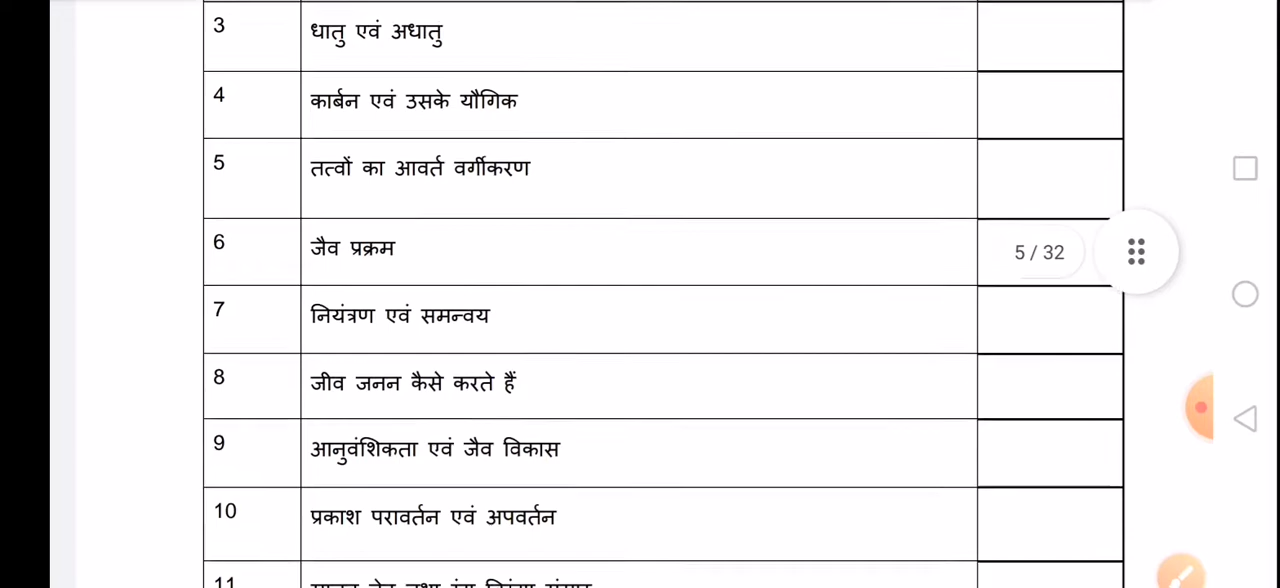 3 धातु एवं अधातु
4 कार्बन एवं उसके यौगिक
5 तत्वों का आवर्त वर्गीकरण
6 जैव प्रक्रम
5 / 32
7 नियंत्रण एवं समन्वय
8 जीव जनन कैसे करते हैं
9 आनुवंशिकता एवं जैव विकास
10 प्रकाश परावर्तन एवं अपवर्तन
11